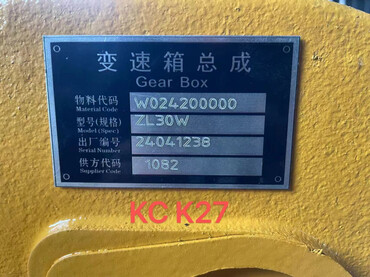 变速箱总成
Gear Box
物料代码 W024200000
Material Code
型号(规格) ZL30W
Model (Spec)
出厂编号 24041238
Serial Number
供方代码 1082
Supplier Code
KC K27